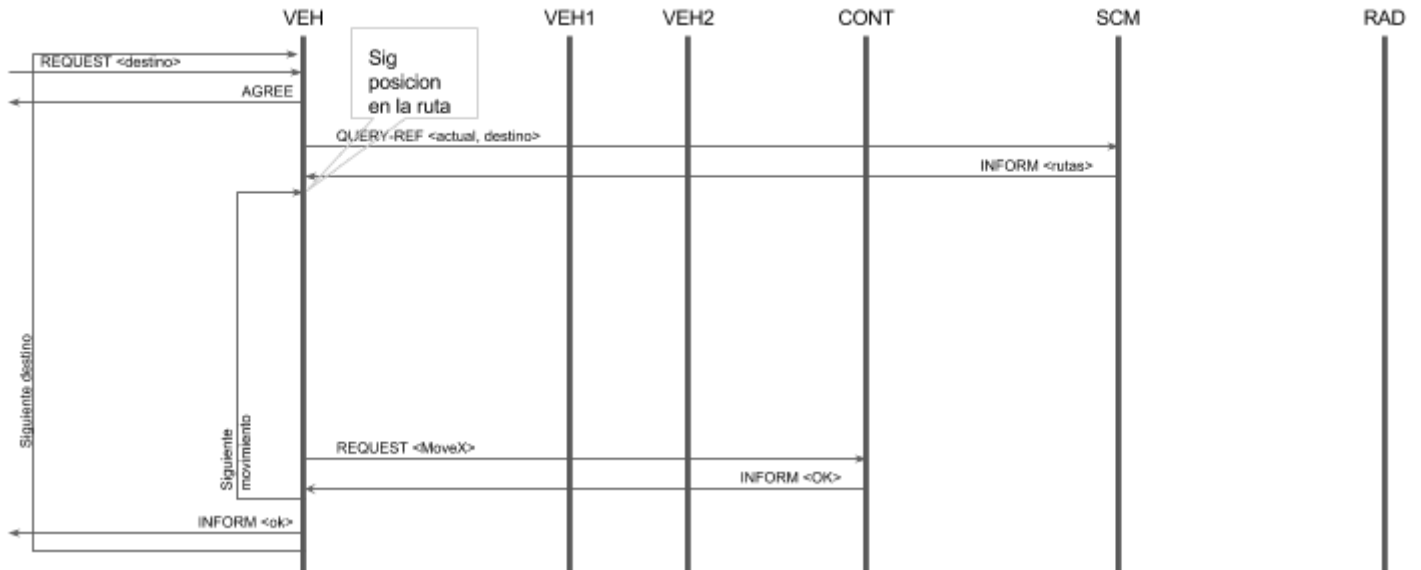 VEH
VEH1
VEH2
CONT
SCM
RAD
REQUEST <destino>
AGREE
Sig
posicion
en la ruta
QUERY-REF <actual, destino>
INFORM <rutas>
Siguiente destino
Siguiente
movimiento
REQUEST <MoveX>
INFORM <OK>
INFORM <ok>